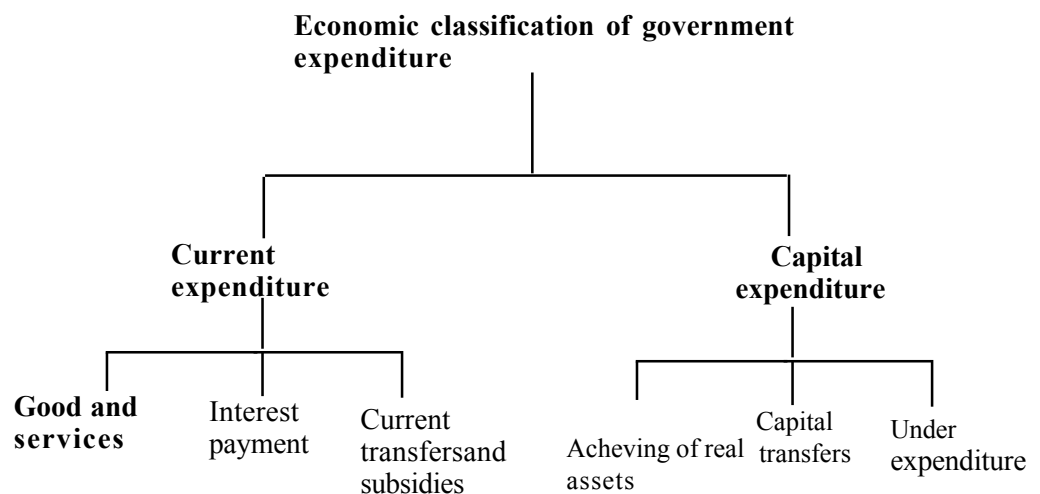 Economic classification of government
expenditure
Current
expenditure
Capital
expenditure
Good and
services
Interest
payment
Current
transfersand
subsidies
Acheving of real
assets
Capital
transfers
Under
expenditure